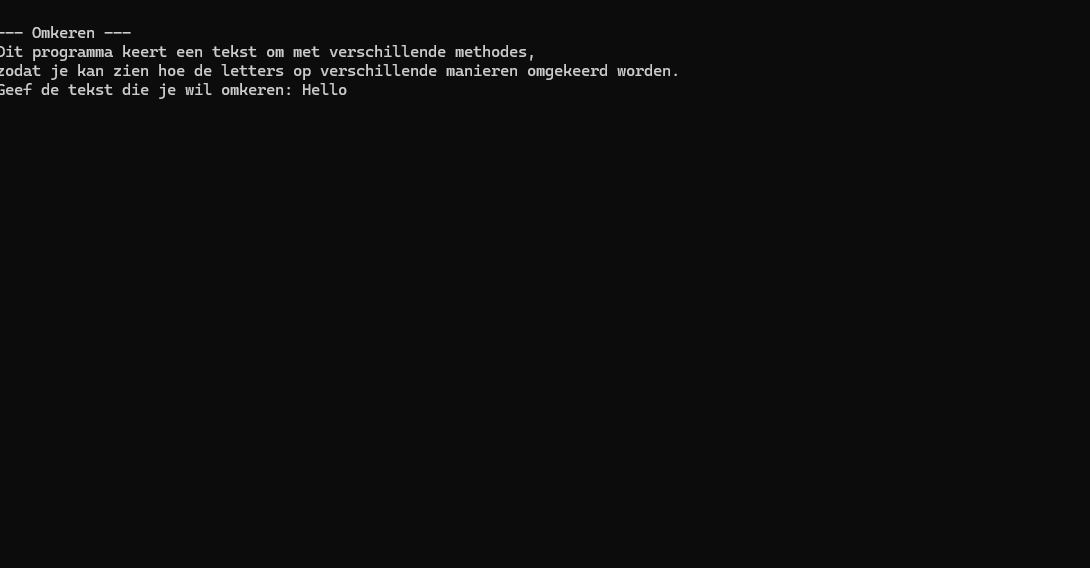 --- Omkeren ---
Dit programma keert een tekst om met verschillende methodes,
zodat je kan zien hoe de letters op verschillende manieren omgekeerd worden.
Geef de tekst die je wil omkeren: Hello